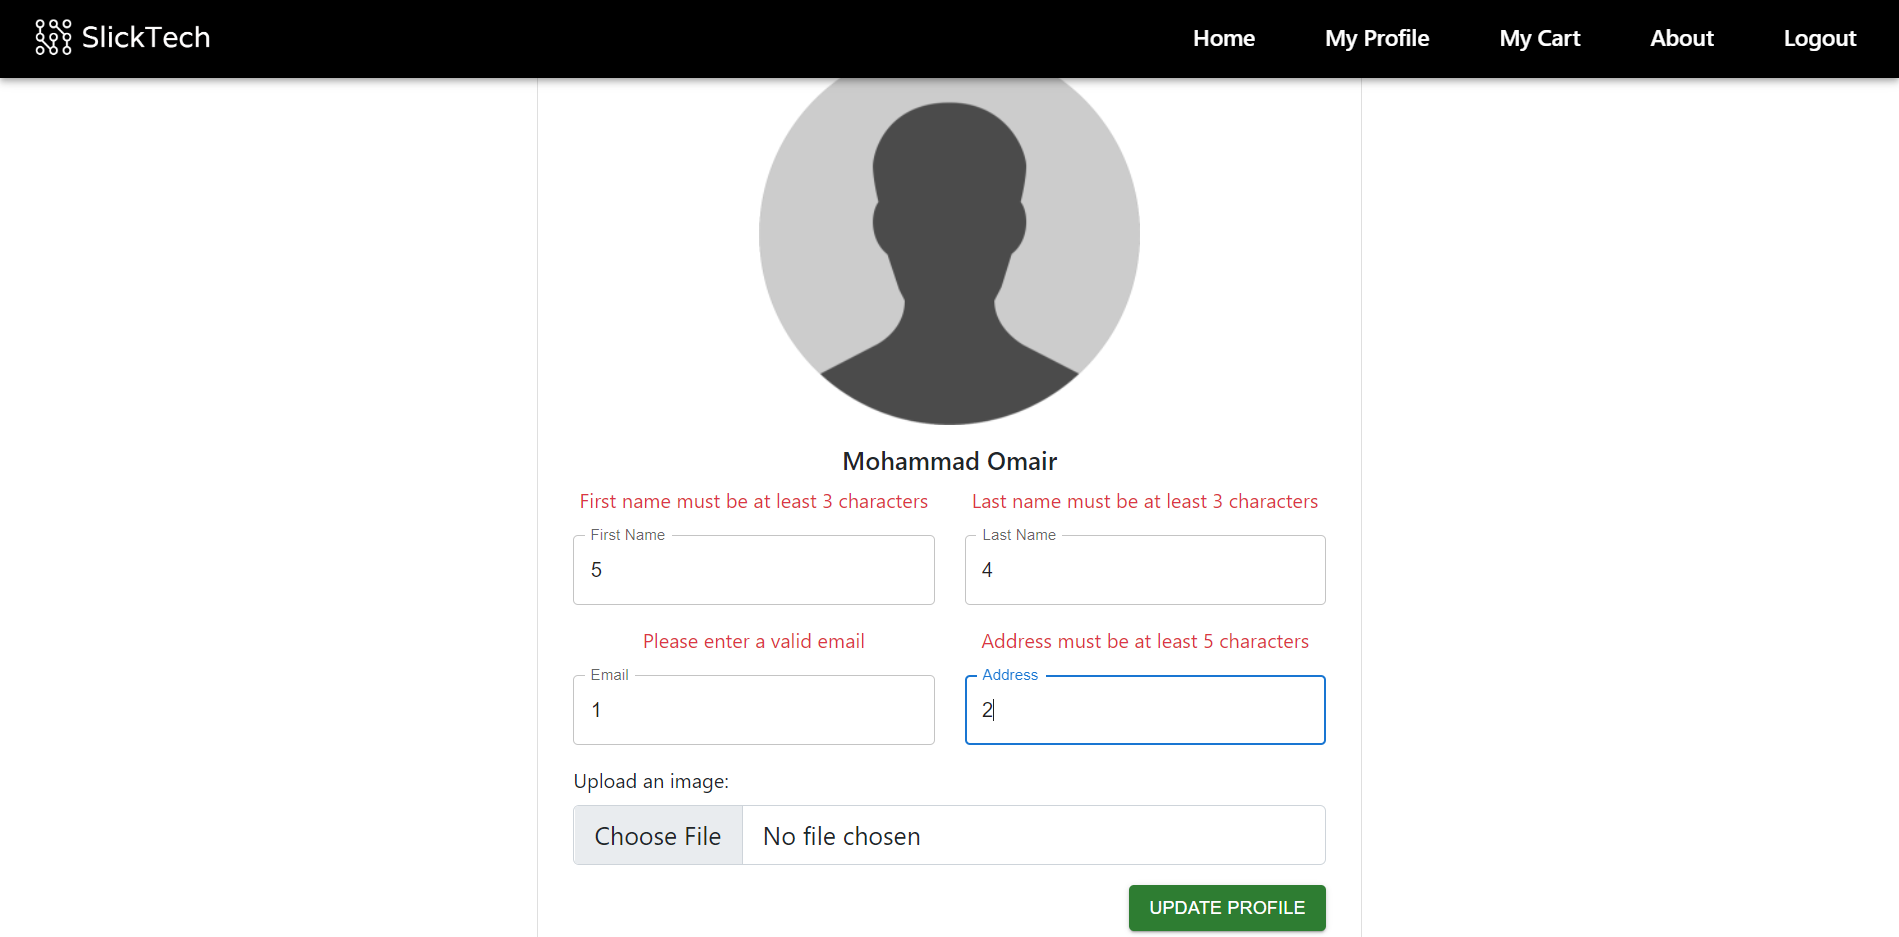 SlickTech
Home My Profile My Cart About Logout
Mohammad Omair
First name must be at least 3 characters
Last name must be at least 3 characters
First Name
5
Last Name
4
Please enter a valid email
Address must be at least 5 characters
Email
1
Address
2
Upload an image:
Choose File No file chosen
UPDATE PROFILE